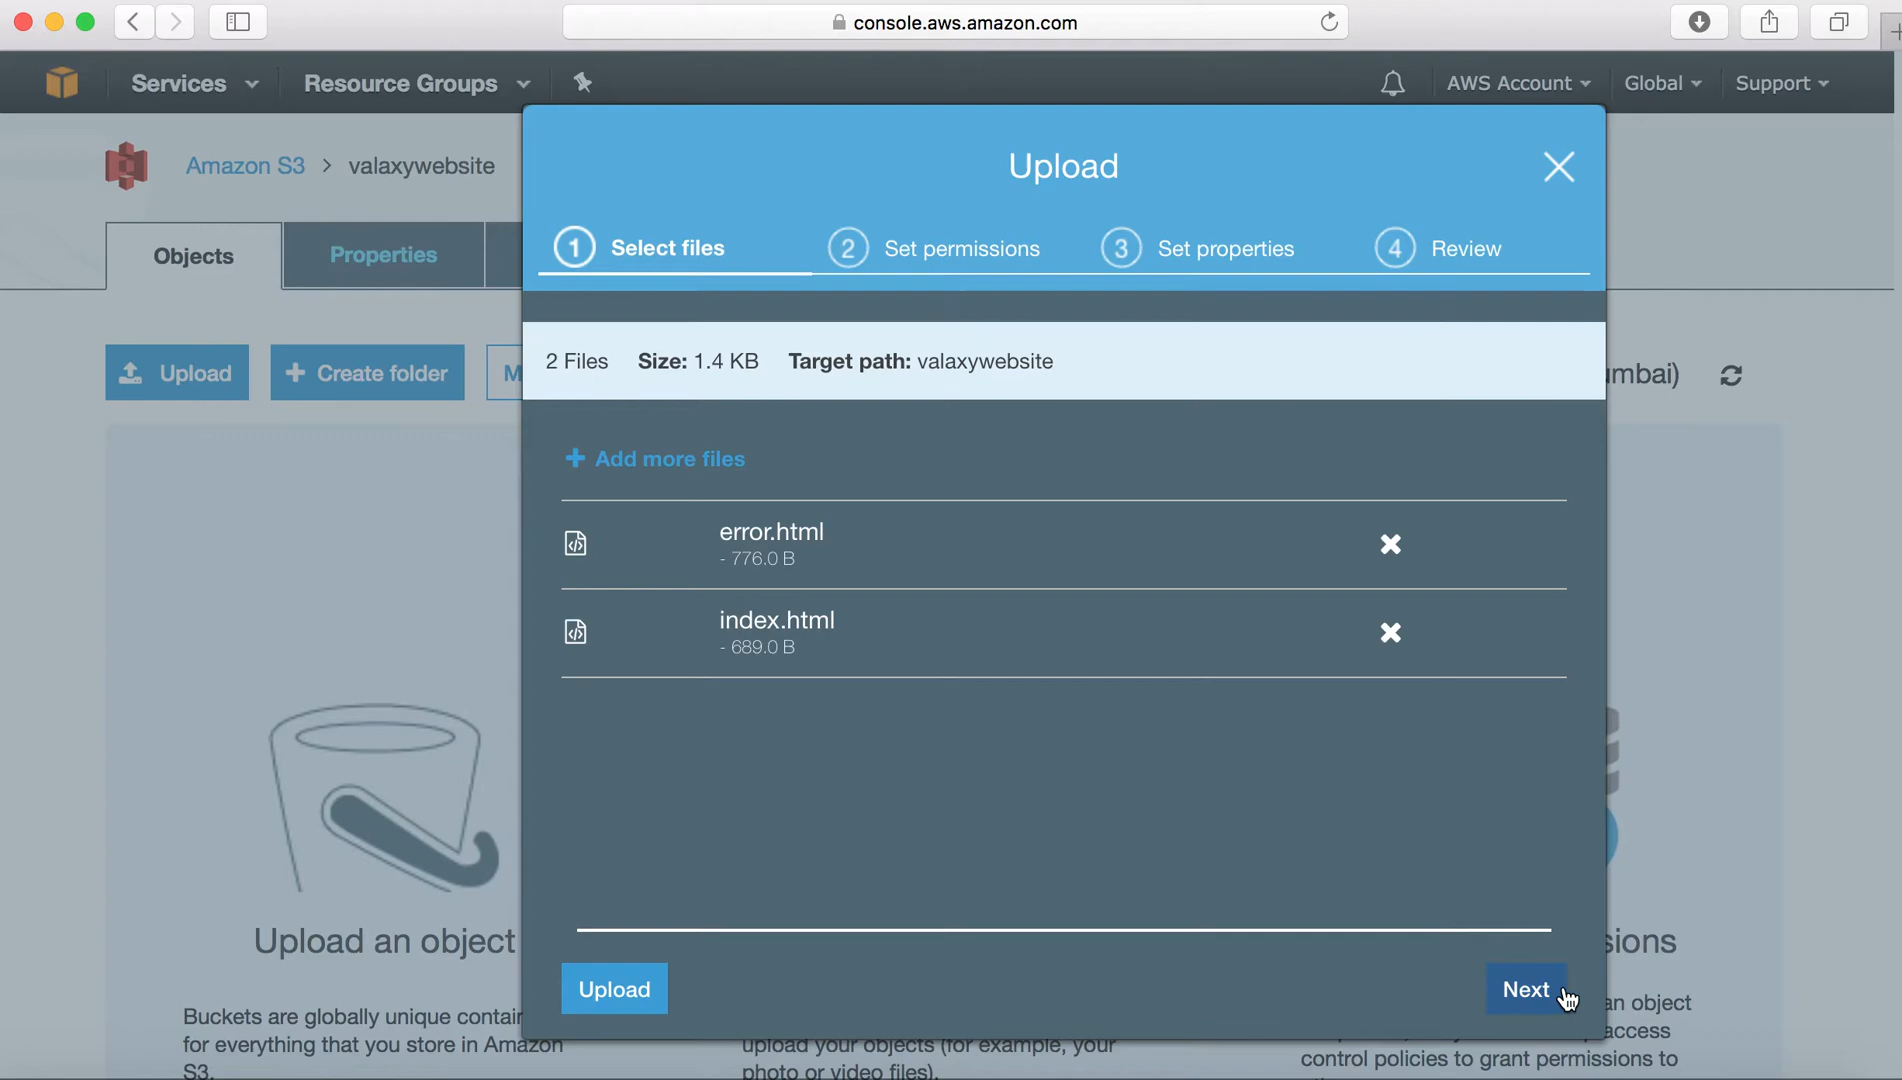 console.aws.amazon.com
Services
Resource Groups
AWS Account
Global
Support
Amazon S3 > valaxywebsite
Objects
Properties
Upload
Create folder
M
umbai)
Upload
1 Select files
2 Set permissions
3 Set properties
4 Review
2 Files Size: 1.4 KB Target path: valaxywebsite
+ Add more files
error.html
- 776.0 B
index.html
- 689.0 B
Upload
Next
Upload an object
Buckets are globally unique contain
for everything that you store in Amazon
S3.
upload your objects (for example, your
photo or video files).
sions
an object
access
control policies to grant permissions to